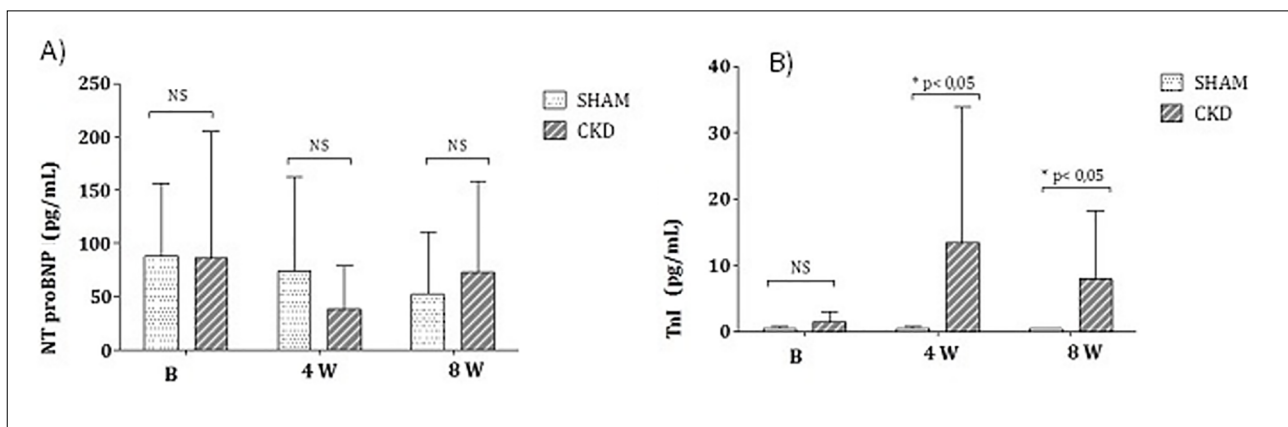 A)
NT proBNP (pg/mL)
250
200
150
100
50
0
NS
NS
NS
SHAM
CKD
B
4 W
8 W
B)
TnI (pg/mL)
40
30
20
10
0
NS
* p< 0,05
* p< 0,05
SHAM
CKD
B
4 W
8 W